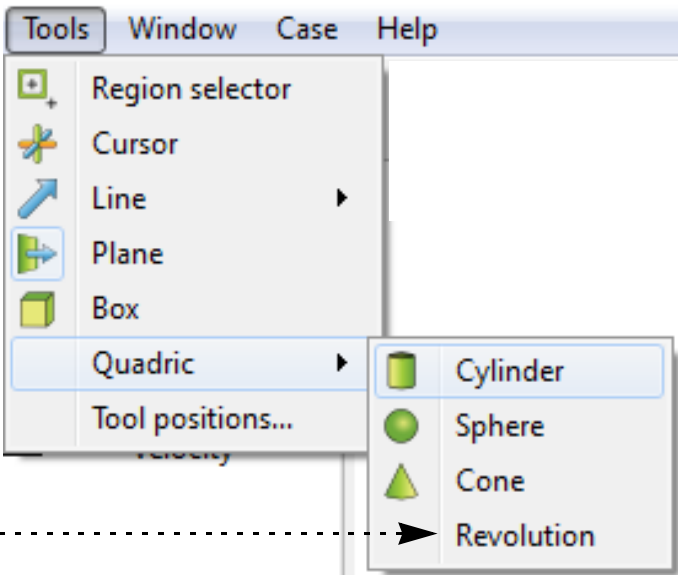 Tools Window Case Help
Region selector
Cursor
Line
Plane
Box
Quadric
Tool positions...
Cylinder
Sphere
Cone
Revolution